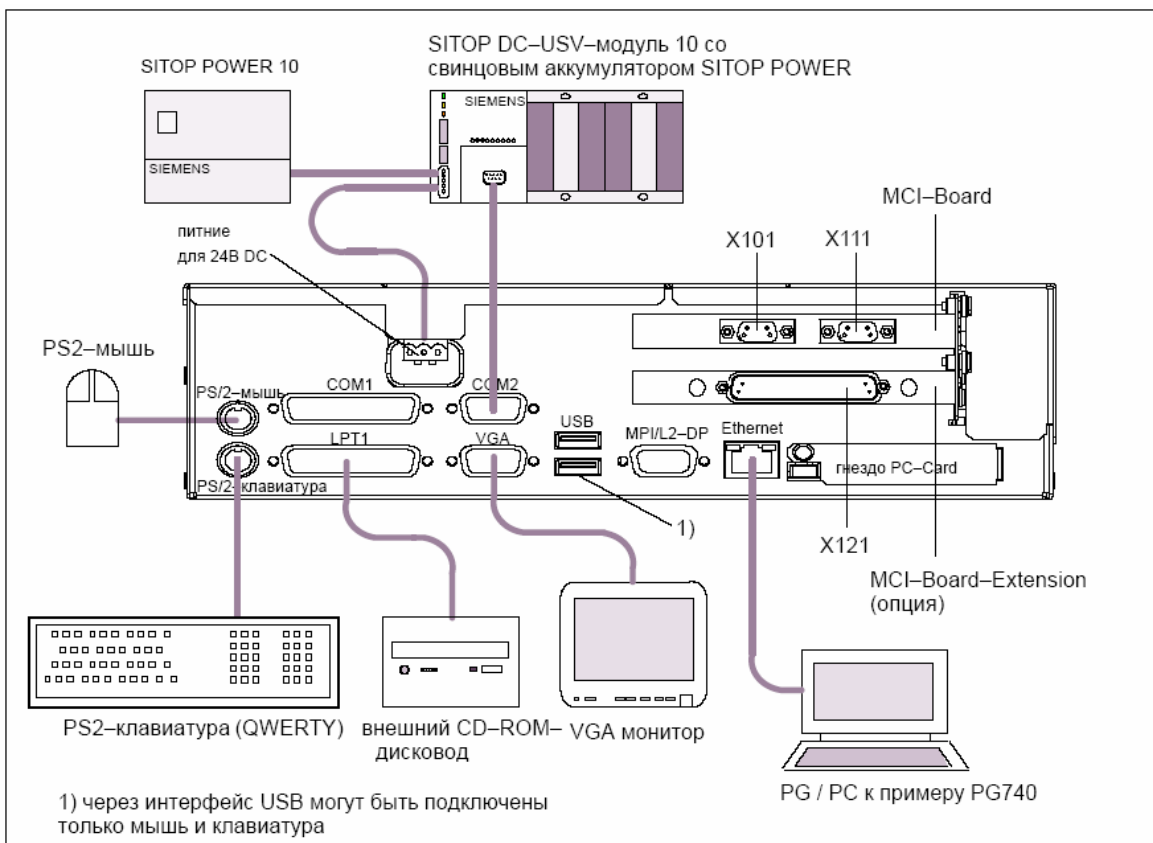 SITOP POWER 10
SITOP DC–USV–модуль 10 со
свинцовым аккумулятором SITOP POWER
SIEMENS
SIEMENS
MCI–Board
питние
для 24В DC
X101
X111
PS2–мышь
PS/2–мышь
COM1
COM2
USB
PS/2–клавиатура
LPT1
VGA
MPI/L2–DP
Ethernet
гнездо PC–Card
1)
X121
MCI–Board–Extension
(опция)
PS2–клавиатура (QWERTY)
внешний CD–ROM–
дисковод
VGA монитор
PG / PC к примеру PG740
1) через интерфейс USB могут быть подключены
только мышь и клавиатура